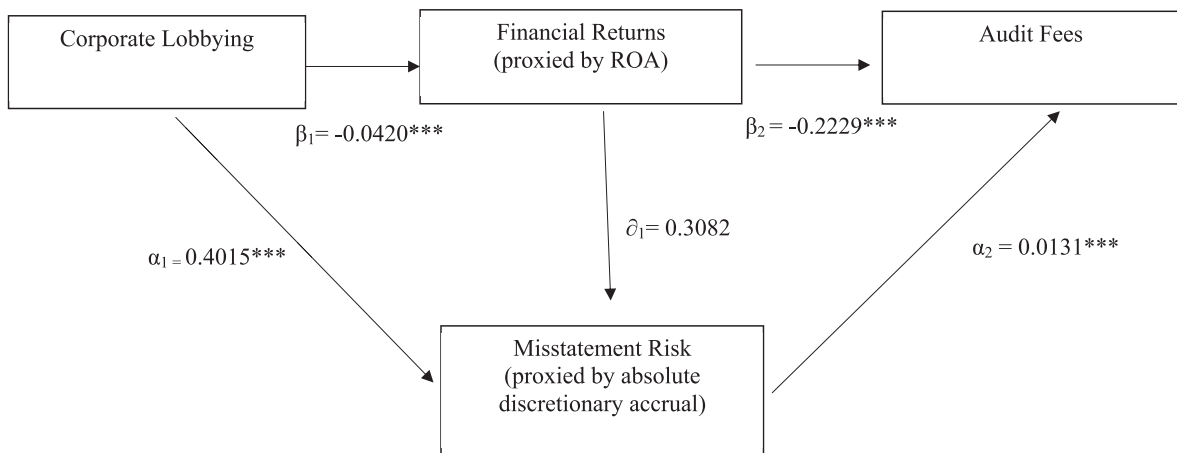 Corporate Lobbying
Financial Returns
(proxied by ROA)
Audit Fees
β₁= -0.0420***
β₂ = -0.2229***
∂₁= 0.3082
α₁ = 0.4015***
α₂ = 0.0131***
Misstatement Risk
(proxied by absolute
discretionary accrual)